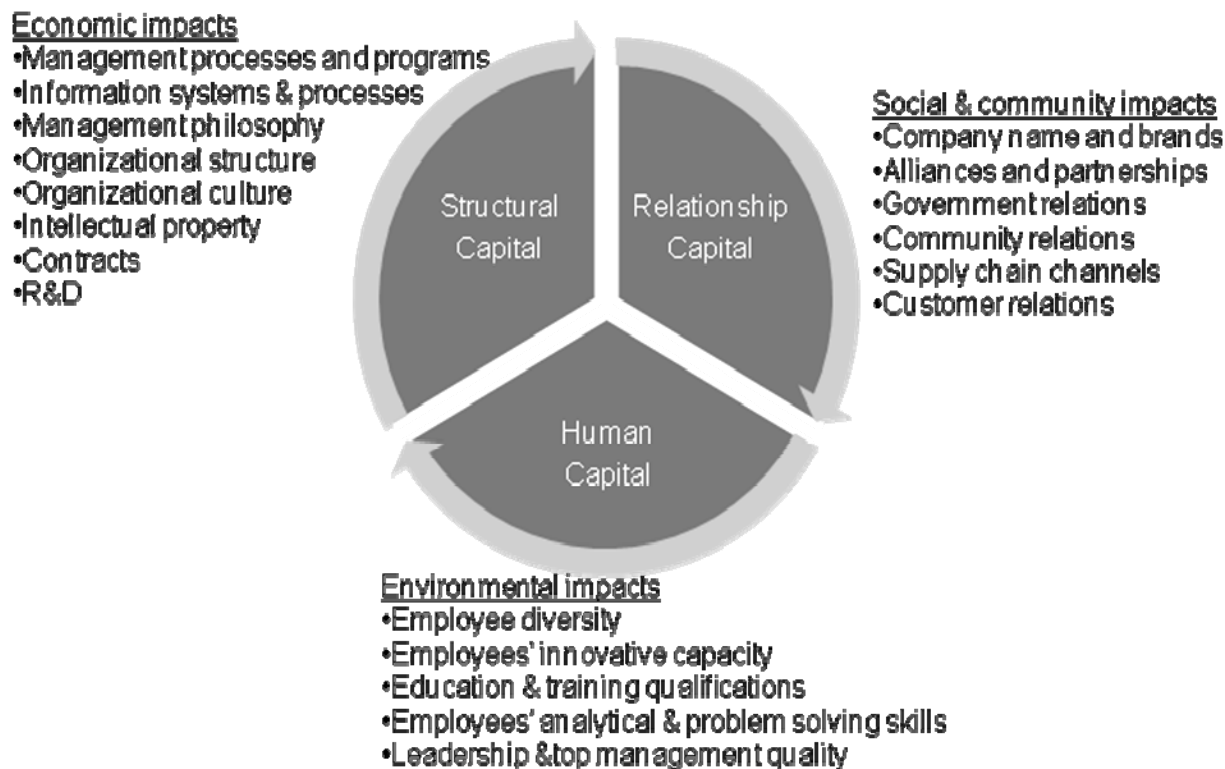 Economic impacts
•Management processes and programs
•Information systems & processes
•Management philosophy
•Organizational structure
•Organizational culture
•Intellectual property
•Contracts
•R&D
Structural
Capital
Relationship
Capital
Human
Capital
Social & community impacts
•Company name and brands
•Alliances and partnerships
•Government relations
•Community relations
•Supply chain channels
•Customer relations
Environmental impacts
•Employee diversity
•Employees' innovative capacity
•Education & training qualifications
•Employees' analytical & problem solving skills
•Leadership &top management quality